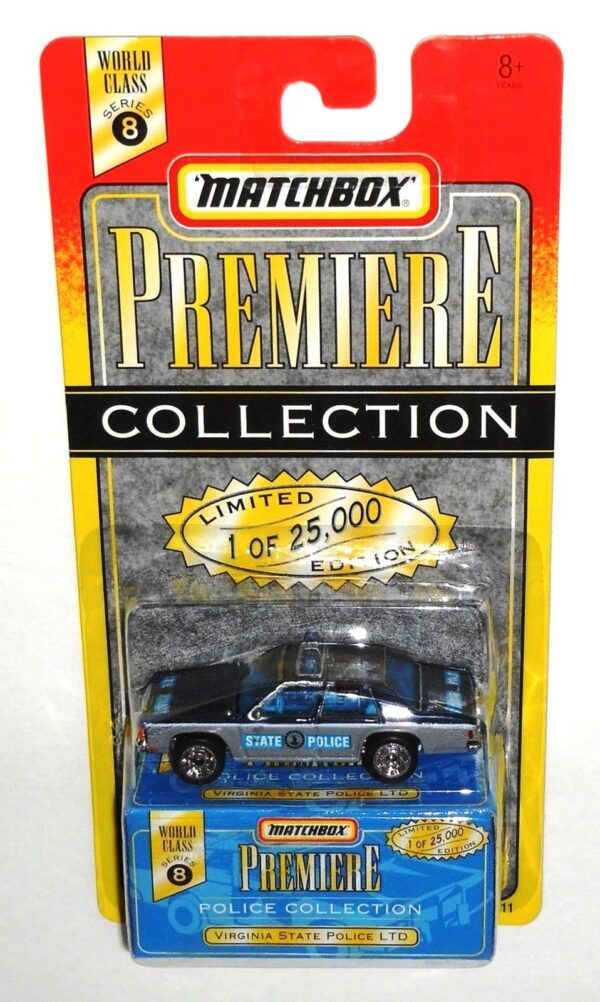 WORLD
CLASS
SERIES
8
8+
YEARS
'MATCHBOX'
PREMIERE
COLLECTION
LIMITED
1 OF 25,000
EDITION
STATE POLICE
POLICE COLLECTION
VIRGINIA STATE POLICE LTD
WORLD
CLASS
SERIES
8
MATCHBOX
LIMITED
1 OF 25,000
EDITION
PREMIERE
POLICE COLLECTION
VIRGINIA STATE POLICE LTD
11